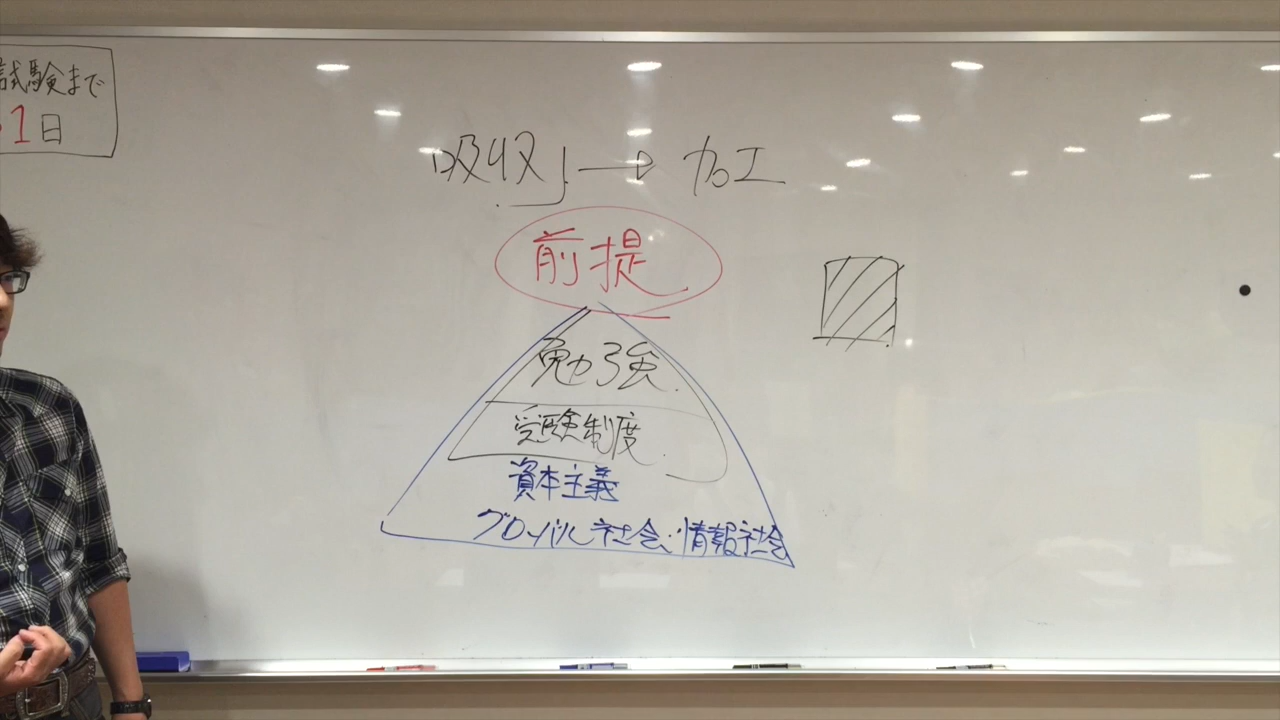 試験まで
1日
吸収 → 加工
前提
勉強
受験制度
資本主義
グローバル社会・情報社会